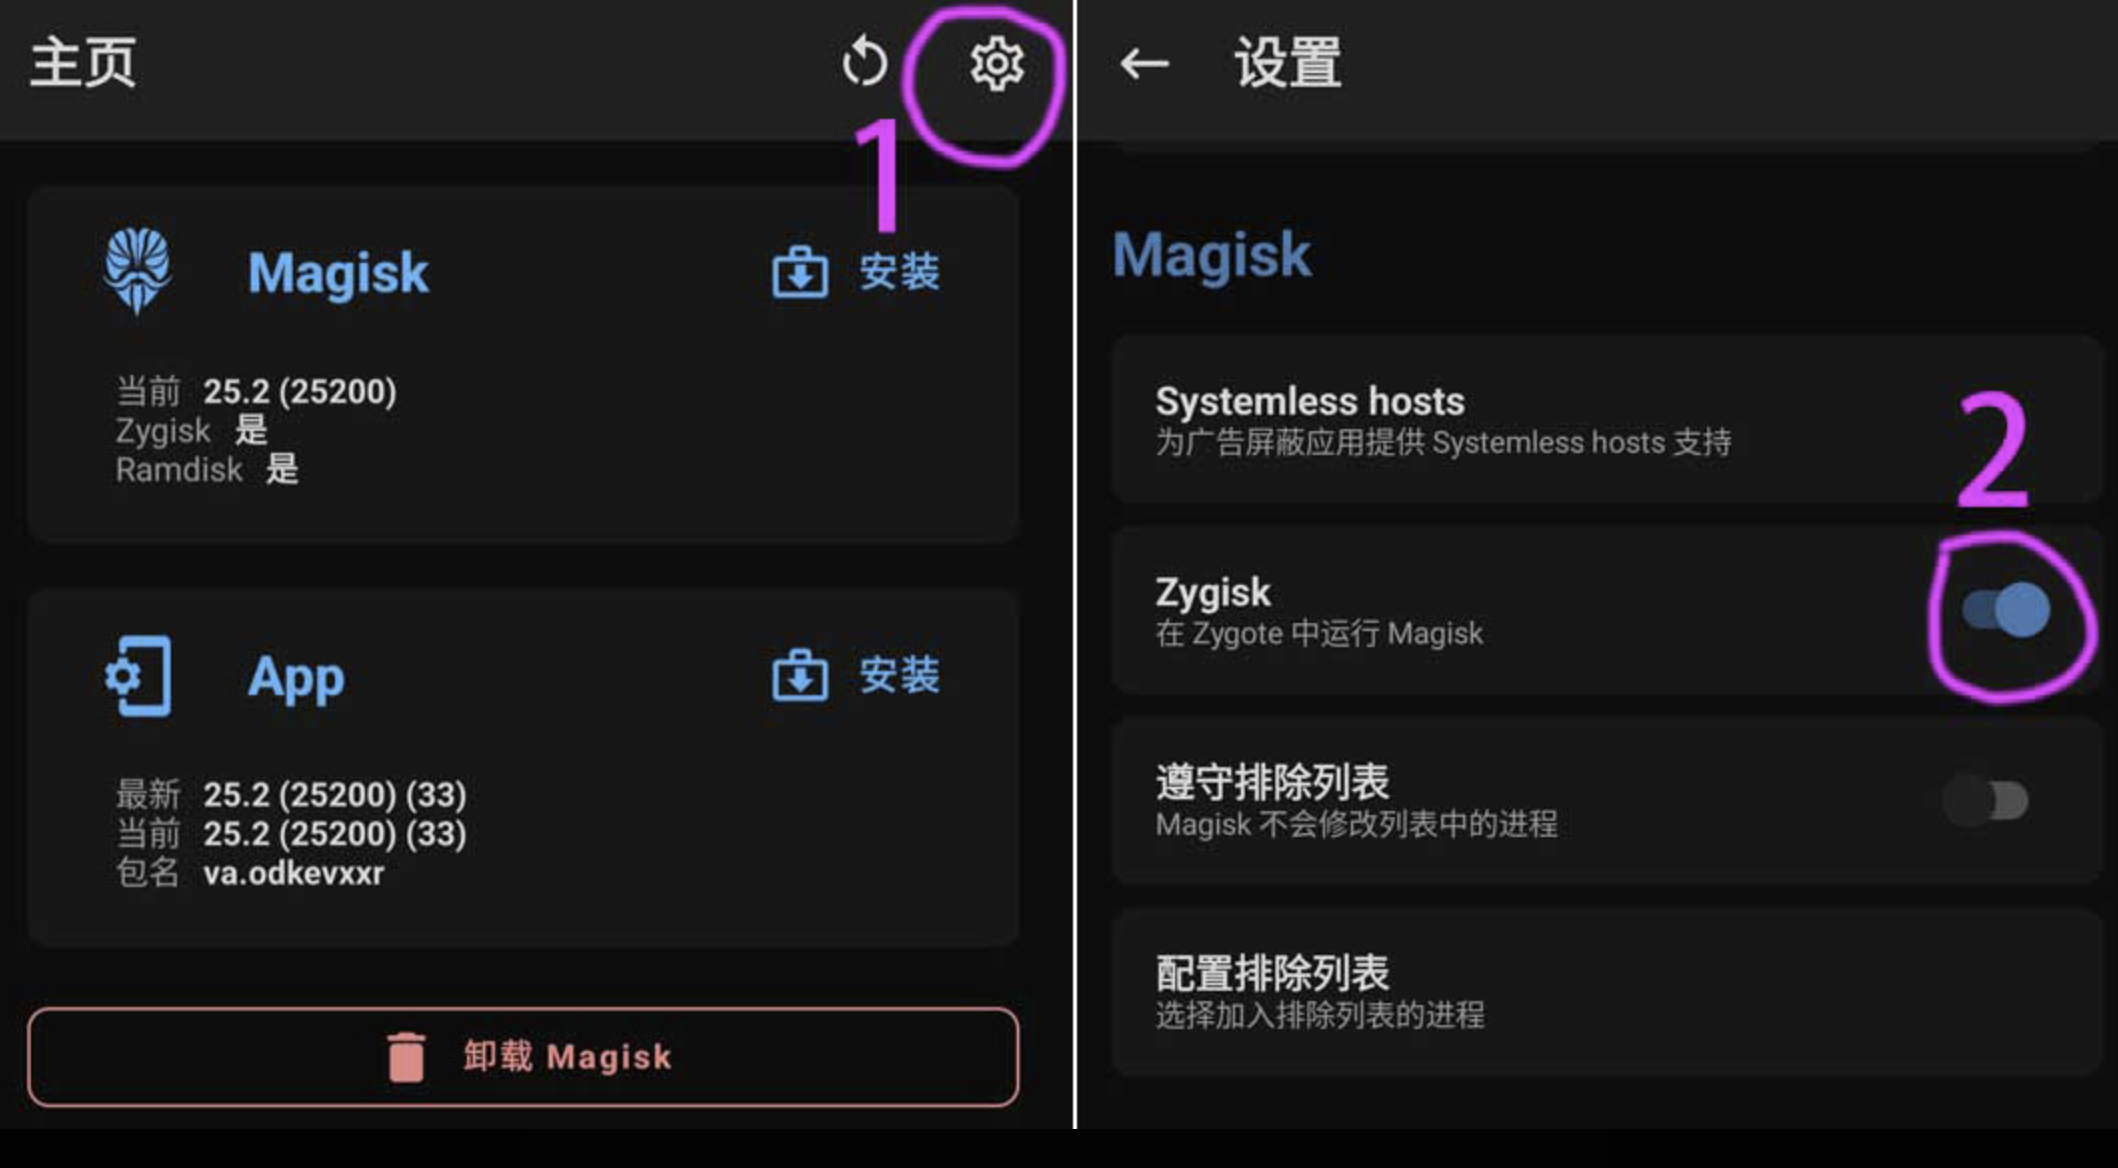 主页
1
Magisk
安装
当前 25.2 (25200)
Zygisk 是
Ramdisk 是
App
安装
最新 25.2 (25200) (33)
当前 25.2 (25200) (33)
包名 va.odkevxxr
卸载 Magisk
设置
Magisk
Systemless hosts
为广告屏蔽应用提供 Systemless hosts 支持
2
Zygisk
在 Zygote 中运行 Magisk
遵守排除列表
Magisk 不会修改列表中的进程
配置排除列表
选择加入排除列表的进程